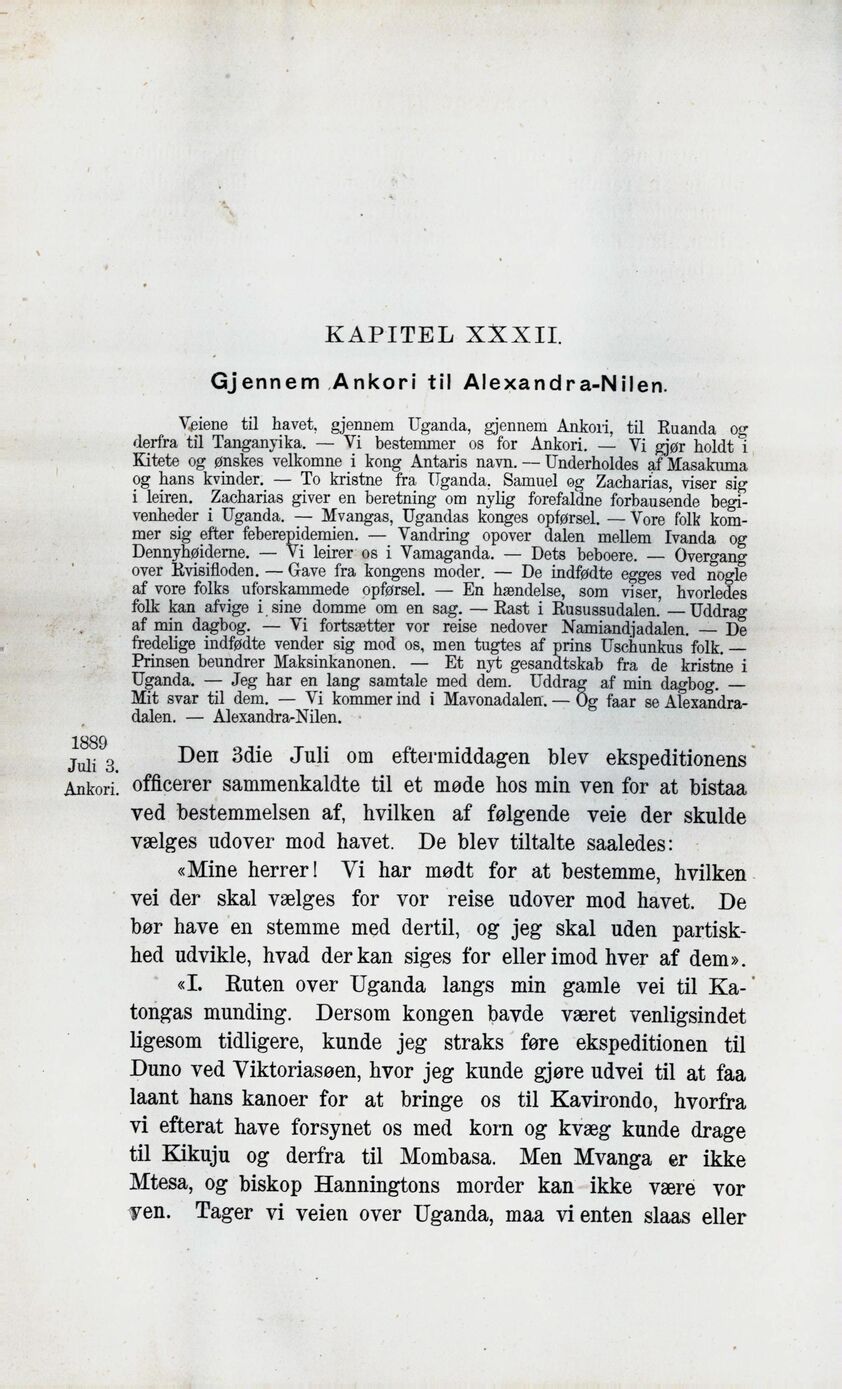 KAPITEL XXXII.
Gjennem Ankori til Alexandra-Nilen.
Veiene til havet, gjennem Uganda, gjennem Ankori, til Ruanda og
derfra til Tanganyika. — Vi bestemmer os for Ankori. — Vi gjør holdt i
Kitete og ønskes velkomne i kong Antaris navn. — Underholdes af Masakuma
og hans kvinder. — To kristne fra Uganda, Samuel og Zacharias, viser sig
i leiren. Zacharias giver en beretning om nylig forefaldne forbausende begi-
venheder i Uganda. — Mvangas, Ugandas konges opførsel. — Vore folk kom-
mer sig efter feberepidemien. — Vandring opover dalen mellem Ivanda og
Dennyhøiderne. — Vi leirer os i Vamaganda. — Dets beboere. — Overgang
over Rvisifloden. — Gave fra kongens moder. — De indfødte egges ved nogle
af vore folks uforskammede opførsel. — En hændelse, som viser, hvorledes
folk kan afvige i sine domme om en sag. — Rast i Rusussudalen. — Uddrag
af min dagbog. — Vi fortsætter vor reise nedover Namiandjadalen. — De
fredelige indfødte vender sig mod os, men tugtes af prins Uschunkus folk. —
Prinsen beundrer Maksinkanonen. — Et nyt gesandtskab fra de kristne i
Uganda. — Jeg har en lang samtale med dem. Uddrag af min dagbog. —
Mit svar til dem. — Vi kommer ind i Mavonadalen. — Og faar se Alexandra-
dalen. — Alexandra-Nilen.
1889
Juli 3.
Ankori.
Den 3die Juli om eftermiddagen blev ekspeditionens
officerer sammenkaldte til et møde hos min ven for at bistaa
ved bestemmelsen af, hvilken af følgende veie der skulde
vælges udover mod havet. De blev tiltalte saaledes:
«Mine herrer! Vi har mødt for at bestemme, hvilken
vei der skal vælges for vor reise udover mod havet. De
bør have en stemme med dertil, og jeg skal uden partisk-
hed udvikle, hvad der kan siges for eller imod hver af dem».
«I. Ruten over Uganda langs min gamle vei til Ka-
tongas munding. Dersom kongen havde været venligsindet
ligesom tidligere, kunde jeg straks føre ekspeditionen til
Duno ved Viktoriasøen, hvor jeg kunde gjøre udvei til at faa
laant hans kanoer for at bringe os til Kavirondo, hvorfra
vi efterat have forsynet os med korn og kvæg kunde drage
til Kikuju og derfra til Mombasa. Men Mvanga er ikke
Mtesa, og biskop Hanningtons morder kan ikke være vor
ven. Tager vi veien over Uganda, maa vi enten slaas eller